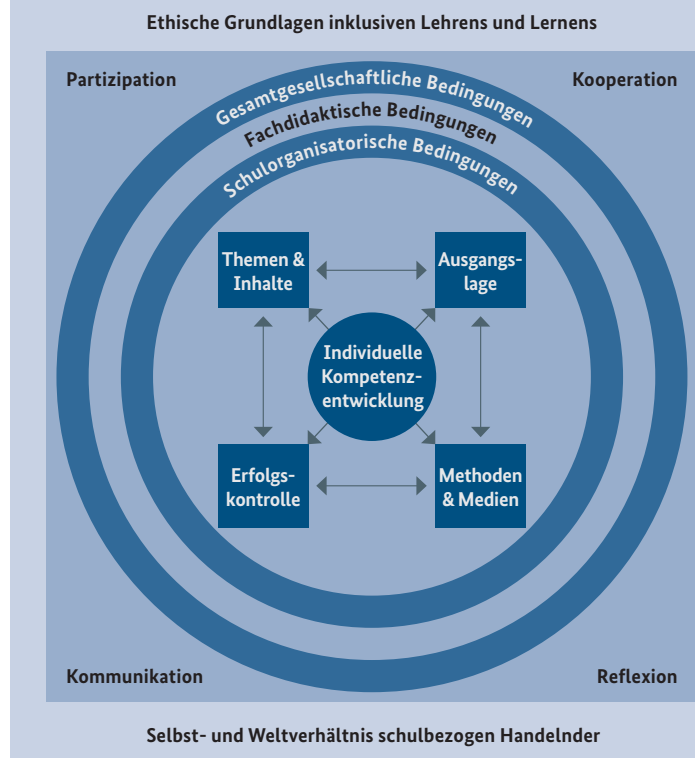 Ethische Grundlagen inklusiven Lehrens und Lernens
Partizipation
Kooperation
Gesamtgesellschaftliche Bedingungen
Fachdidaktische Bedingungen
Schulorganisatorische Bedingungen
Themen &
Inhalte
Ausgangs-
lage
Individuelle
Kompetenz-
entwicklung
Erfolgs-
kontrolle
Methoden
& Medien
Kommunikation
Reflexion
Selbst- und Weltverhältnis schulbezogen Handelnder